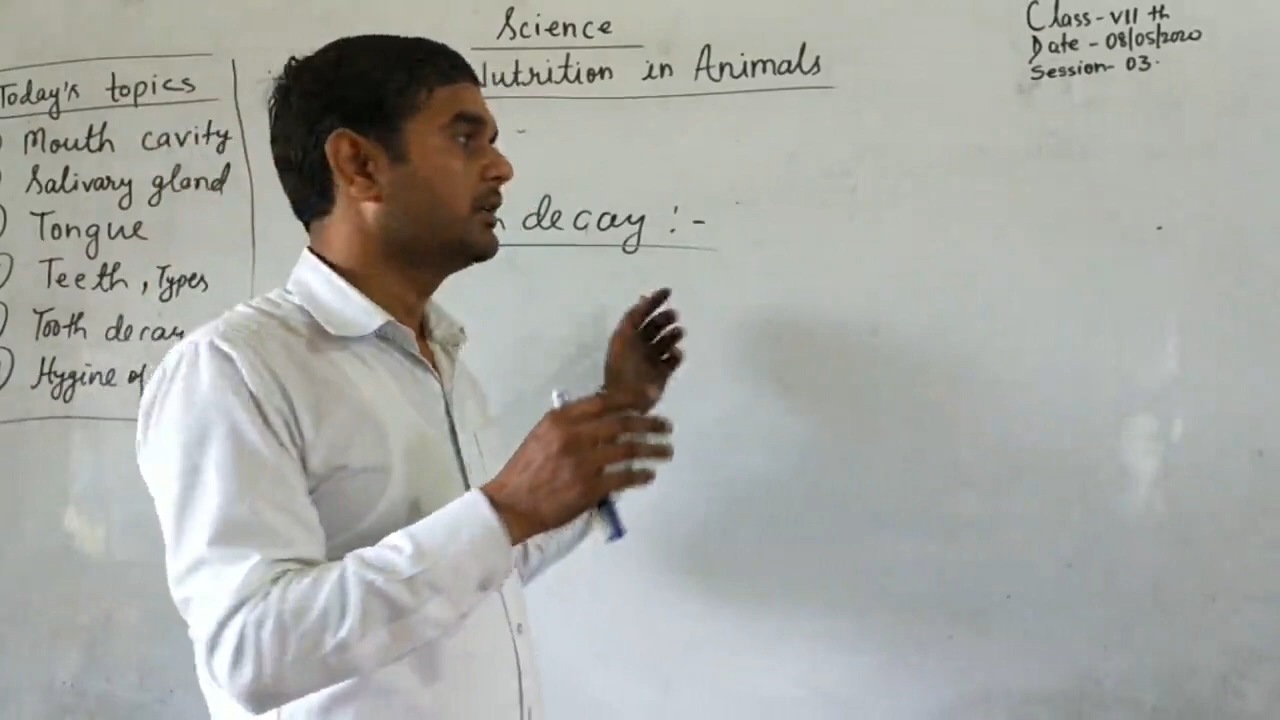 Science
Nutrition in Animals
Class-VII th
Date - 08/05/2020
Session- 03.
Today's topics
Mouth cavity
Salivary gland
Tongue
Teeth, Types
Tooth decay
Hygine of
decay :-